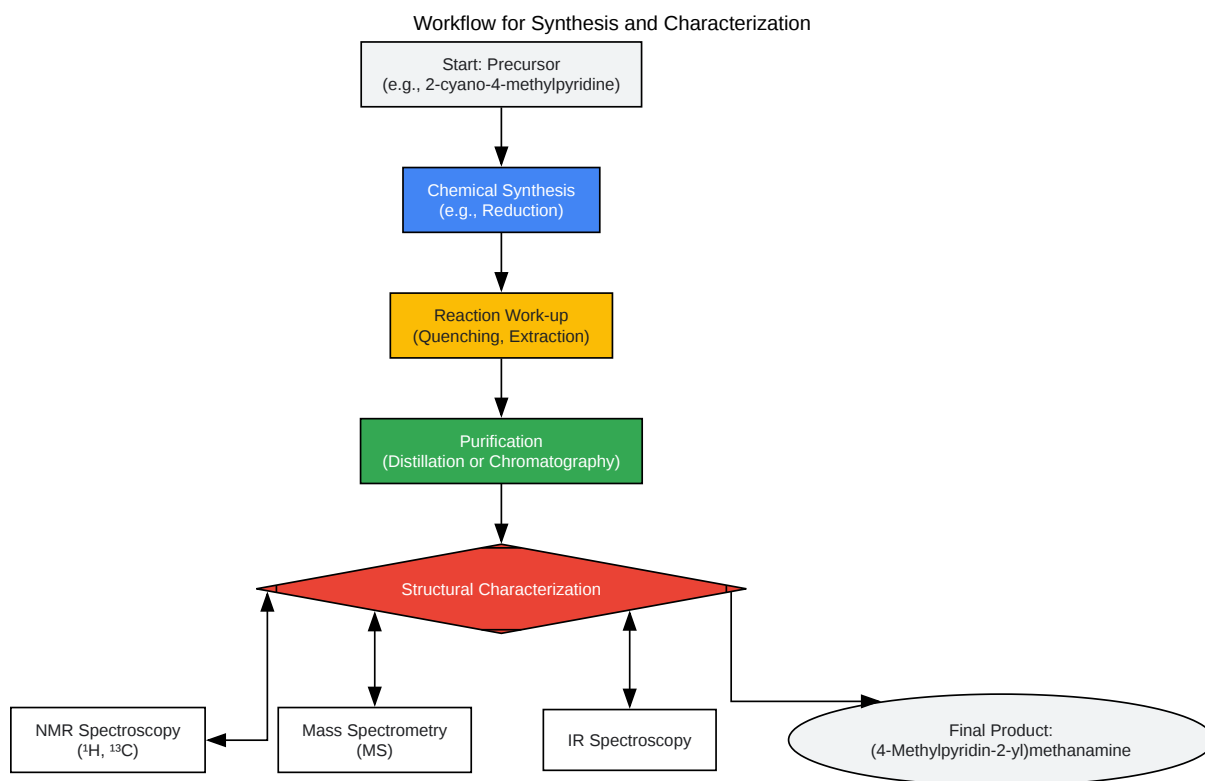 Workflow for Synthesis and Characterization
Start: Precursor
(e.g., 2-cyano-4-methylpyridine)
Chemical Synthesis
(e.g., Reduction)
Reaction Work-up
(Quenching, Extraction)
Purification
(Distillation or Chromatography)
Structural Characterization
NMR Spectroscopy
(¹H, ¹³C)
Mass Spectrometry
(MS)
IR Spectroscopy
Final Product:
(4-Methylpyridin-2-yl)methanamine